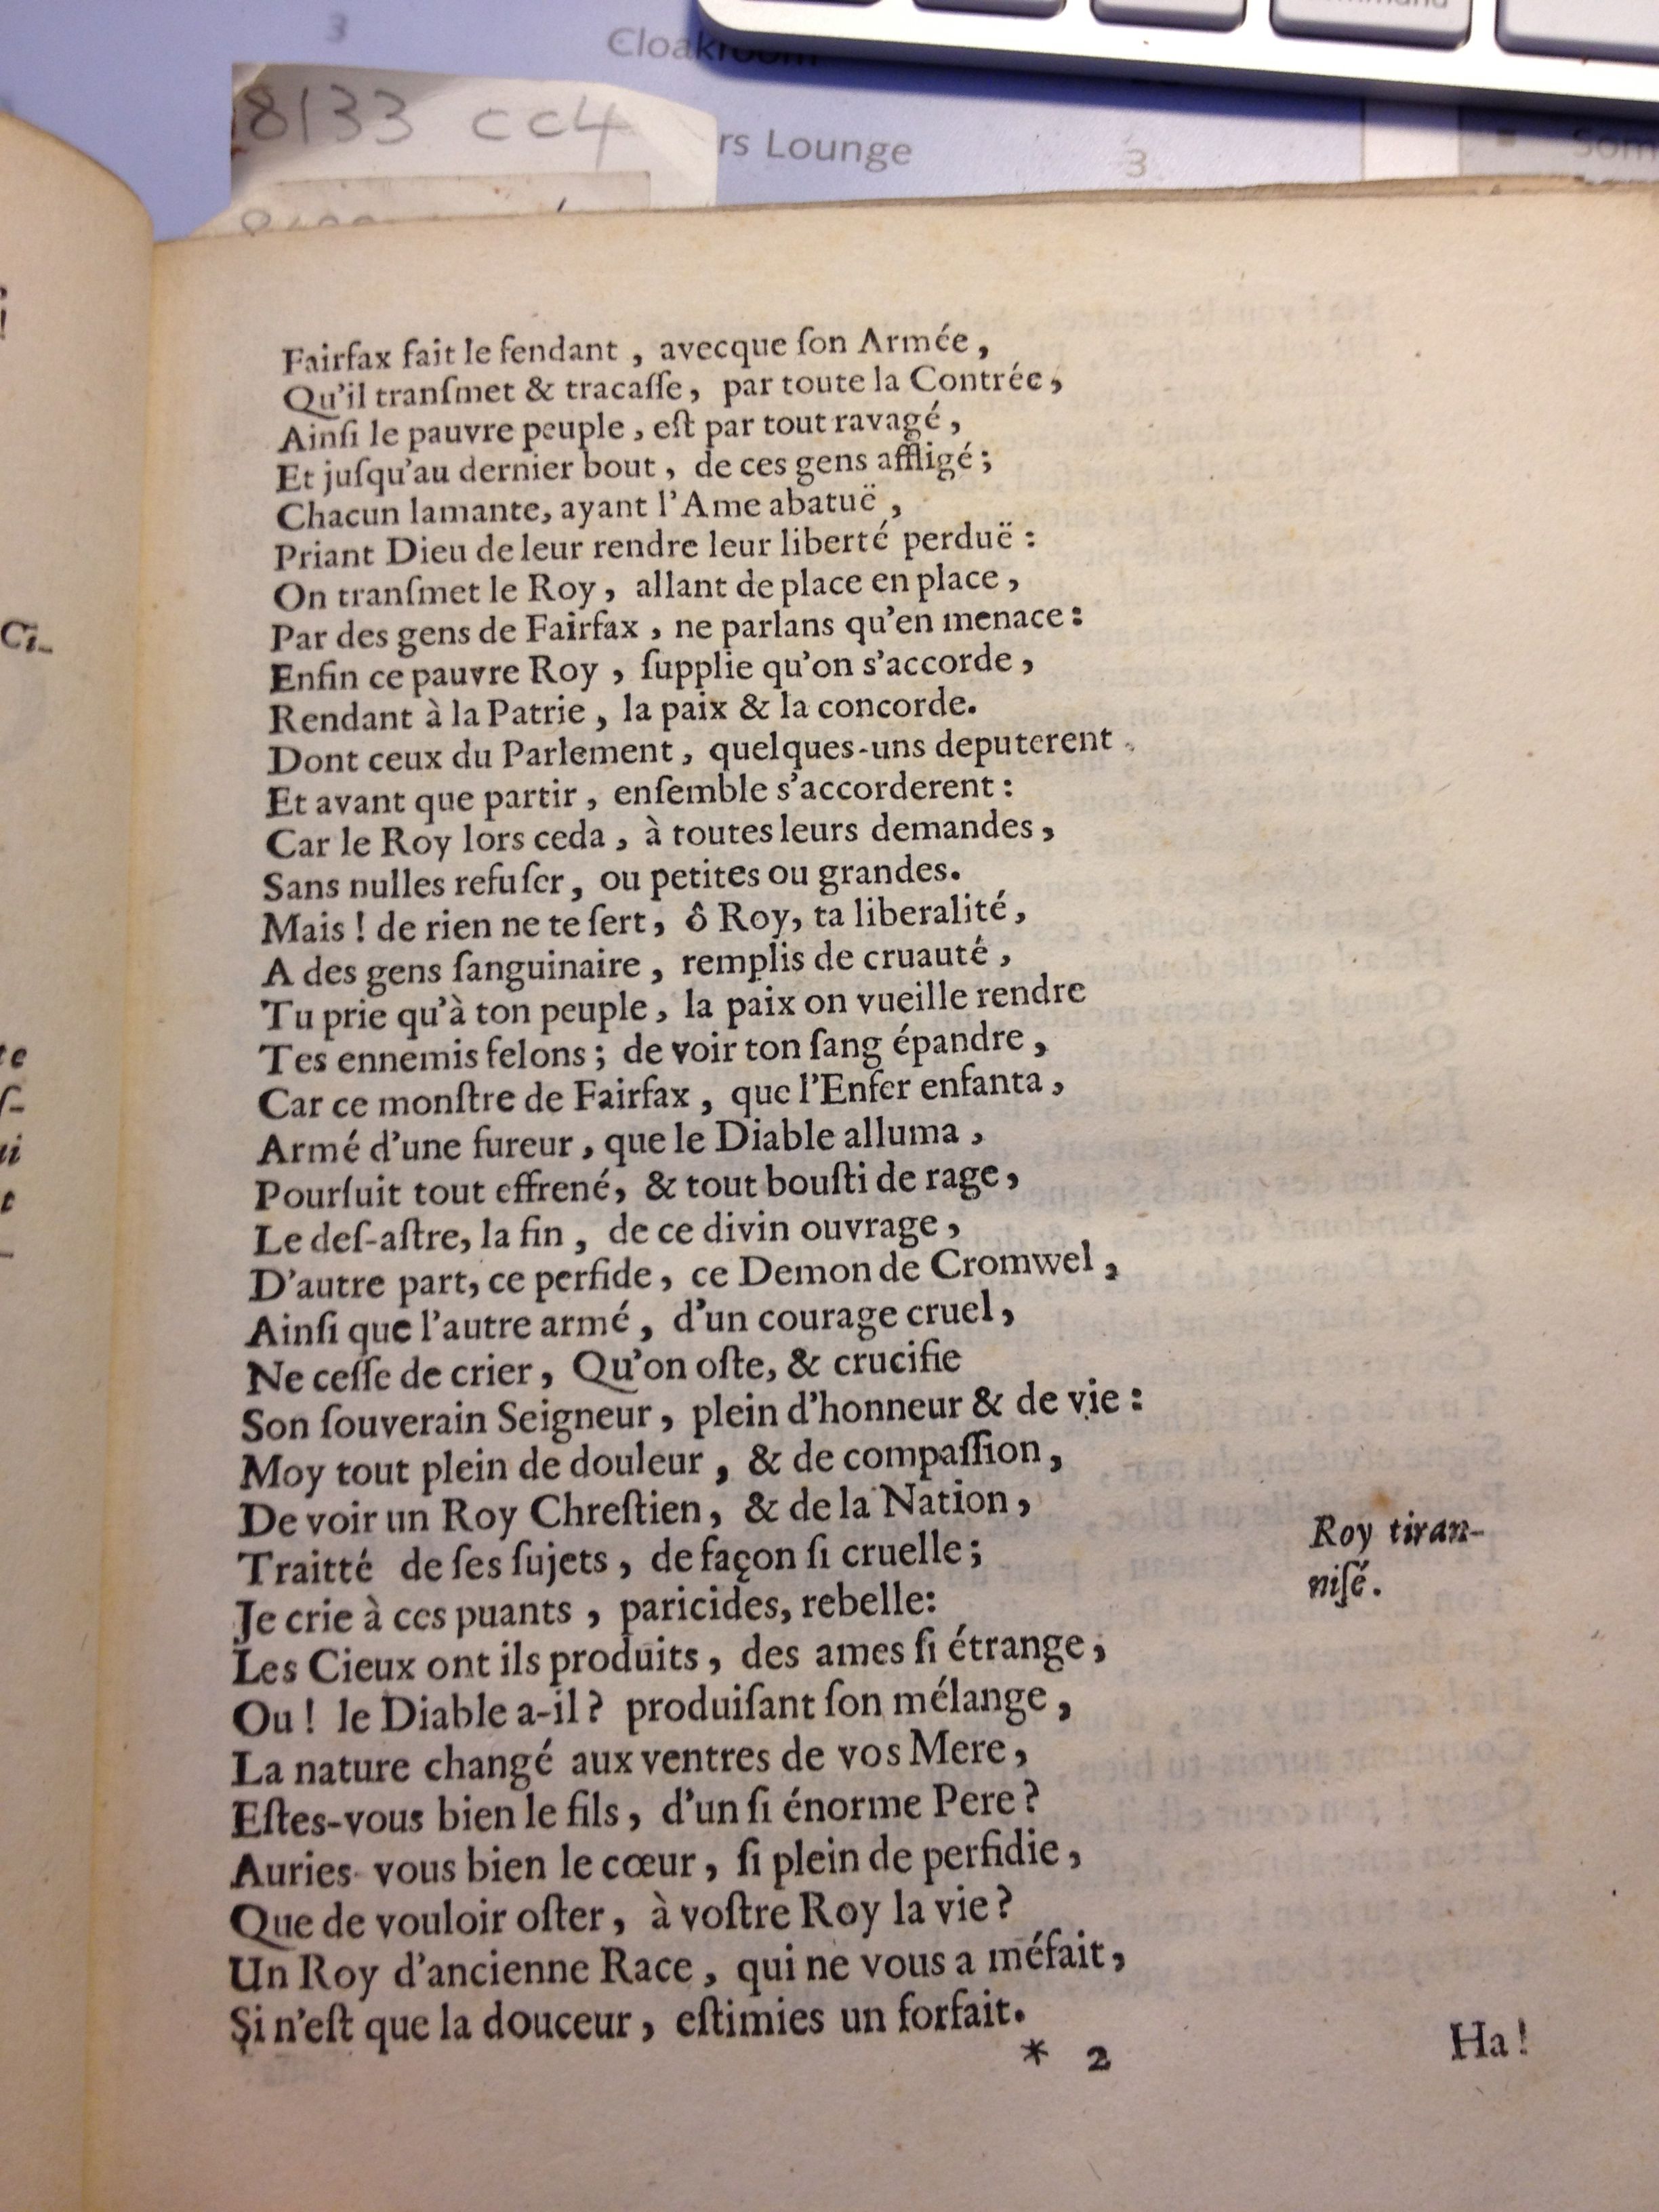 3
Cloakroom
8133 cc4
rs Lounge
3
Som
Fairfax fait le fendant, avecque ſon Armée,
Qu'il tranſmet & tracaſſe, par toute la Contrée,
Ainſi le pauvre peuple, eſt par tout ravagé,
Et juſqu'au dernier bout, de ces gens affligé;
Chacun lamante, ayant l'Ame abatuë,
Priant Dieu de leur rendre leur liberté perduë:
On tranſmet le Roy, allant de place en place,
Par des gens de Fairfax, ne parlans qu'en menace:
Enfin ce pauvre Roy, ſupplie qu'on s'accorde,
Rendant à la Patrie, la paix & la concorde.
Dont ceux du Parlement, quelques-uns deputerent,
Et avant que partir, enſemble s'accorderent:
Car le Roy lors ceda, à toutes leurs demandes,
Sans nulles refuſer, ou petites ou grandes.
Mais! de rien ne te ſert, ô Roy, ta liberalité,
A des gens ſanguinaire, remplis de cruauté,
Tu prie qu'à ton peuple, la paix on vueille rendre
Tes ennemis felons; de voir ton ſang épandre,
Car ce monſtre de Fairfax, que l'Enfer enfanta,
Armé d'une fureur, que le Diable alluma,
Pourſuit tout effrené, & tout bouſti de rage,
Le deſ-aſtre, la fin, de ce divin ouvrage,
D'autre part, ce perfide, ce Demon de Cromwel,
Ainſi que l'autre armé, d'un courage cruel,
Ne ceſſe de crier, Qu'on oſte, & crucifie
Son ſouverain Seigneur, plein d'honneur & de vie:
Moy tout plein de douleur, & de compaſſion,
De voir un Roy Chreſtien, & de la Nation,
Traitté de ſes ſujets, de façon ſi cruelle;
Je crie à ces puants, paricides, rebelle:
Les Cieux ont ils produits, des ames ſi étrange,
Ou! le Diable a-il? produiſant ſon mélange,
La nature changé aux ventres de vos Mere,
Eſtes-vous bien le fils, d'un ſi énorme Pere?
Auries-vous bien le cœur, ſi plein de perfidie,
Que de vouloir oſter, à voſtre Roy la vie?
Un Roy d'ancienne Race, qui ne vous a méfait,
Si n'eſt que la douceur, eſtimies un forfait.
Roy tiran-
niſé.
* 2
Ha!